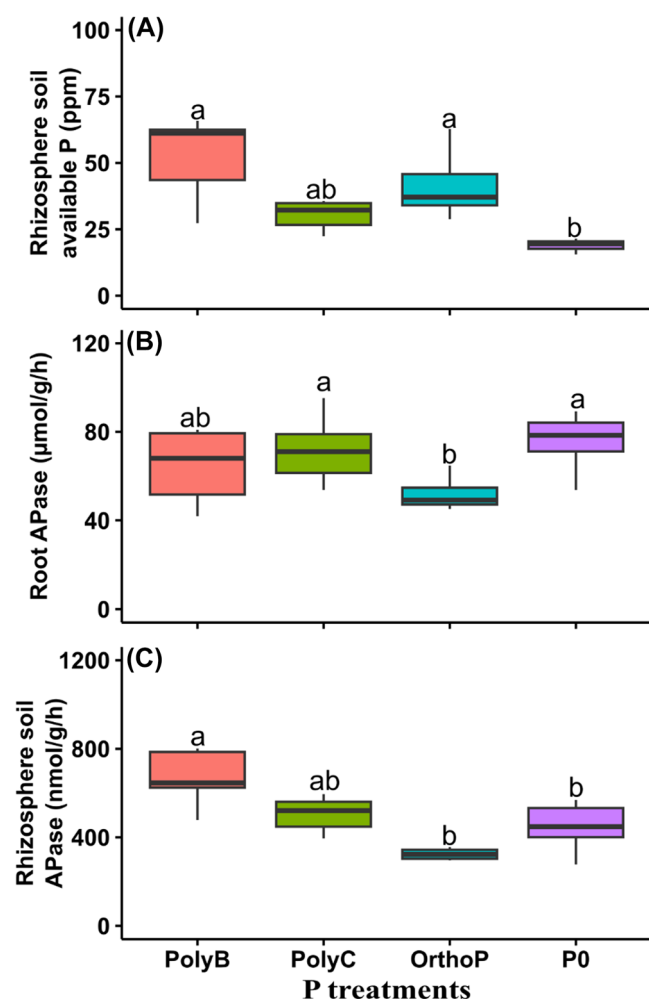 (A)
Rhizosphere soil
available P (ppm)
100
75
50
25
0
a
ab
a
b
(B)
Root APase (µmol/g/h)
120
80
40
0
ab
a
b
a
(C)
Rhizosphere soil
APase (nmol/g/h)
1200
800
400
0
a
ab
b
b
PolyB PolyC OrthoP P0
P treatments